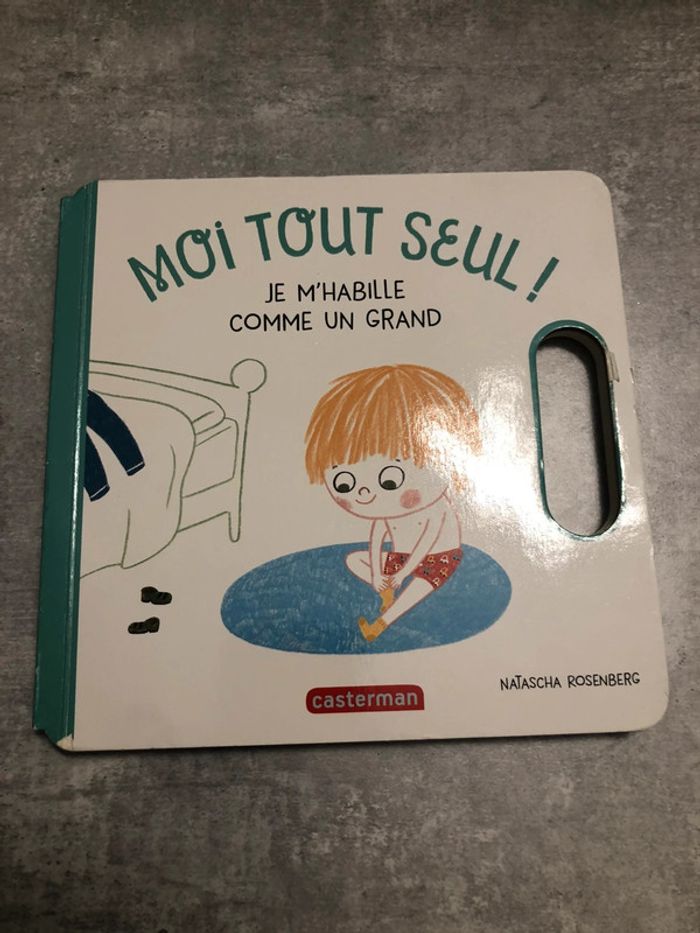 MOI TOUT SEUL !
JE M'HABILLE
COMME UN GRAND
NATASCHA ROSENBERG
casterman